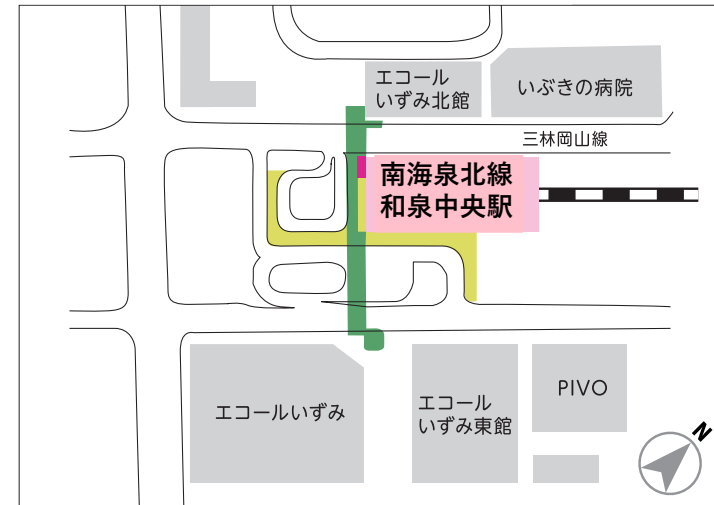 エコール
いずみ北館
いぶきの病院
三林岡山線
南海泉北線
和泉中央駅
エコールいずみ
エコール
いずみ東館
PIVO
N